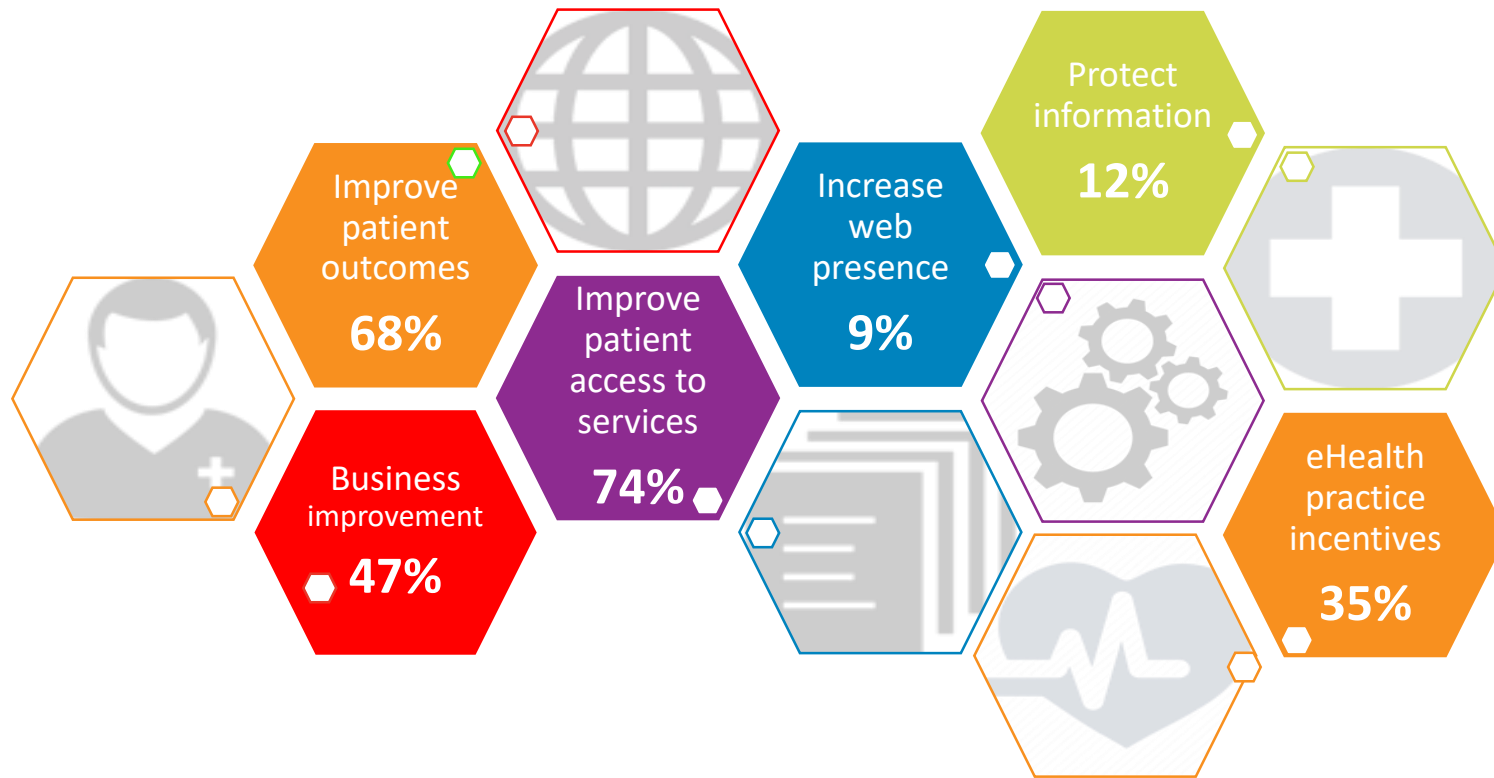 Improve
patient
outcomes
68%
Business
improvement
47%
Improve
patient
access to
services
74%
Increase
web
presence
9%
Protect
information
12%
eHealth
practice
incentives
35%